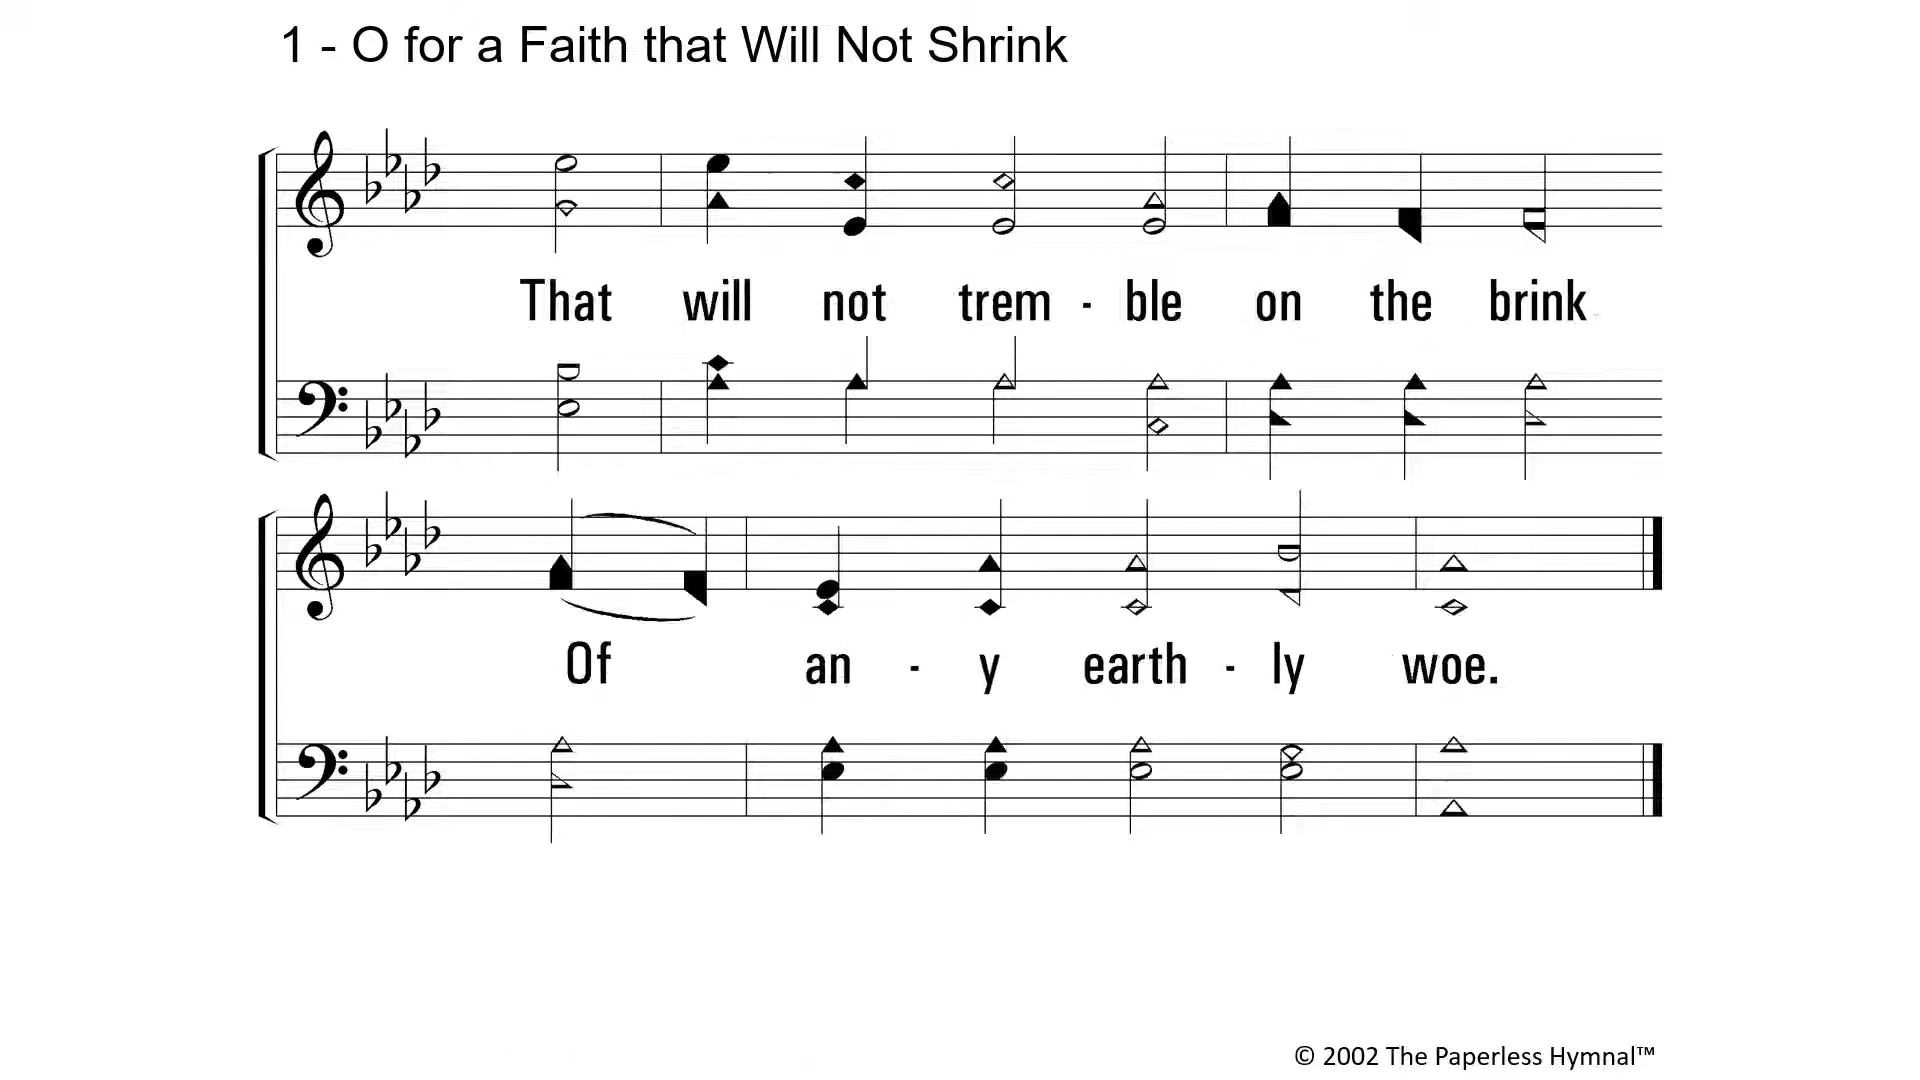 1 - O for a Faith that Will Not Shrink
That will not trem - ble on the brink
Of an - y earth - ly woe.
© 2002 The Paperless Hymnal™